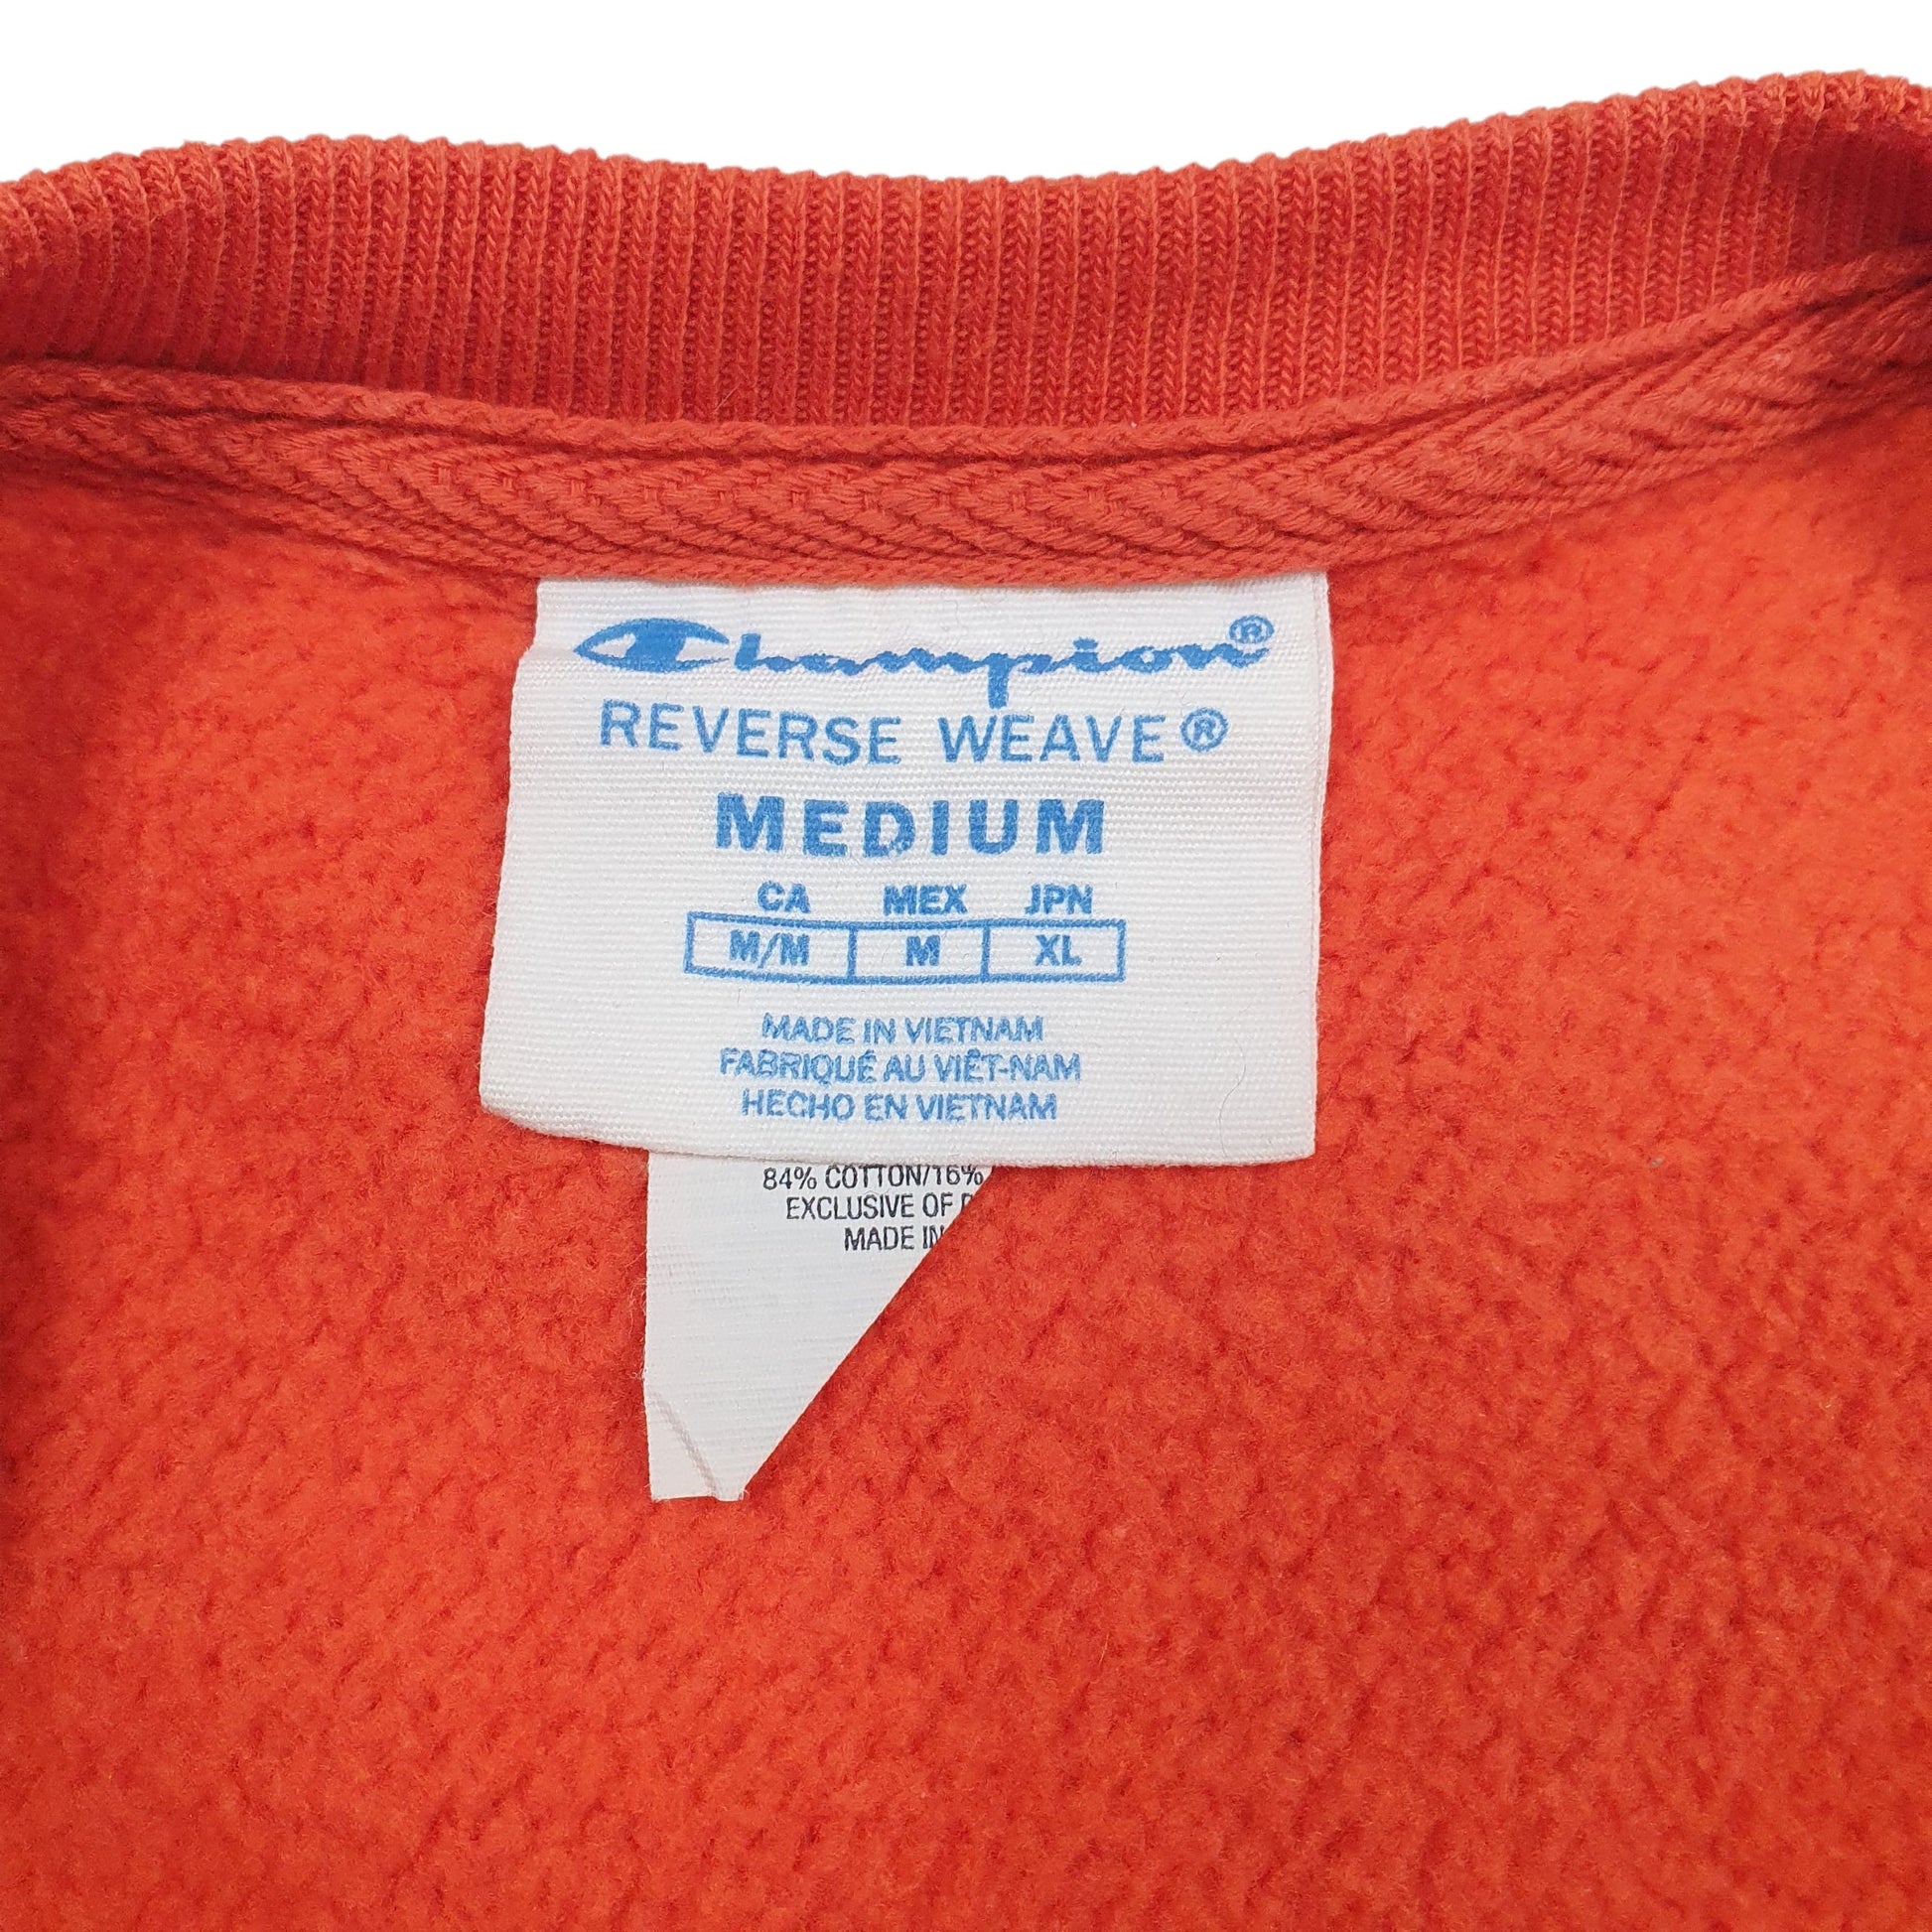 Champion®
REVERSE WEAVE®
MEDIUM
CA MEX JPN
M/M M XL
MADE IN VIETNAM
FABRIQUÉ AU VIÊT-NAM
HECHO EN VIETNAM
84% COTTON/16%
EXCLUSIVE OF
MADE IN